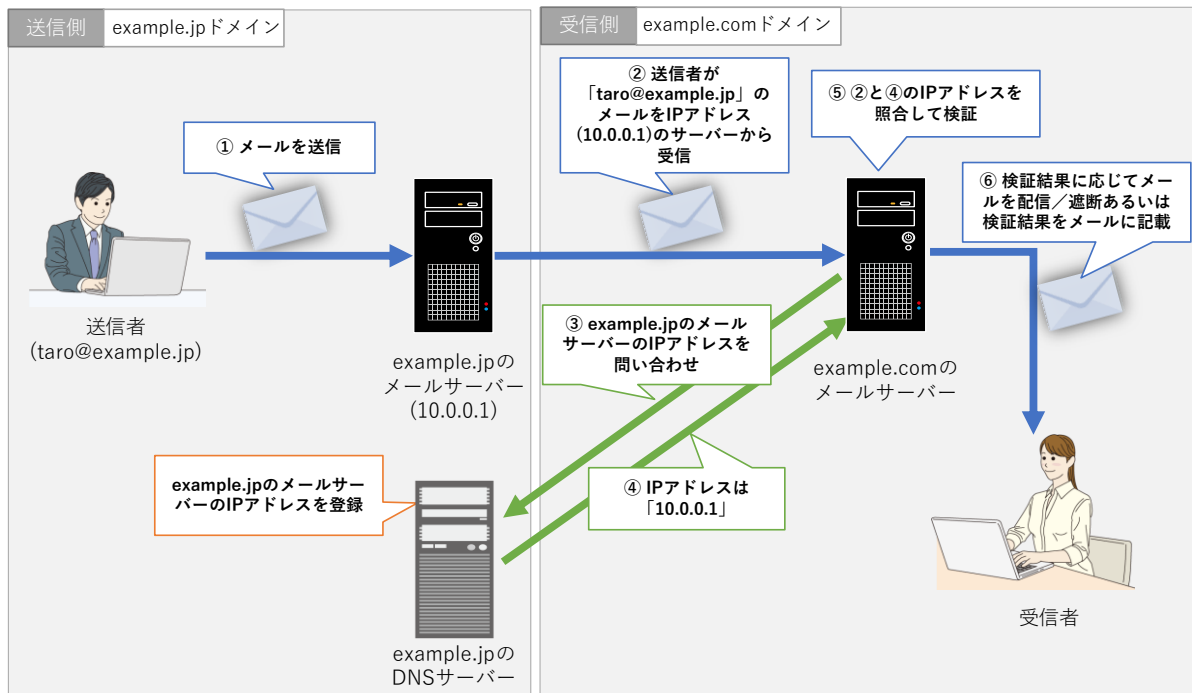 送信側
example.jpドメイン
受信側
example.comドメイン
① メールを送信
② 送信者が
「taro@example.jp」の
メールをIPアドレス
(10.0.0.1)のサーバーから
受信
⑤ ②と④のIPアドレスを
照合して検証
⑥ 検証結果に応じてメー
ルを配信／遮断あるいは
検証結果をメールに記載
送信者
(taro@example.jp)
example.jpの
メールサーバー
(10.0.0.1)
③ example.jpのメール
サーバーのIPアドレスを
問い合わせ
example.comの
メールサーバー
example.jpのメールサー
バーのIPアドレスを登録
④ IPアドレスは
「10.0.0.1」
受信者
example.jpの
DNSサーバー